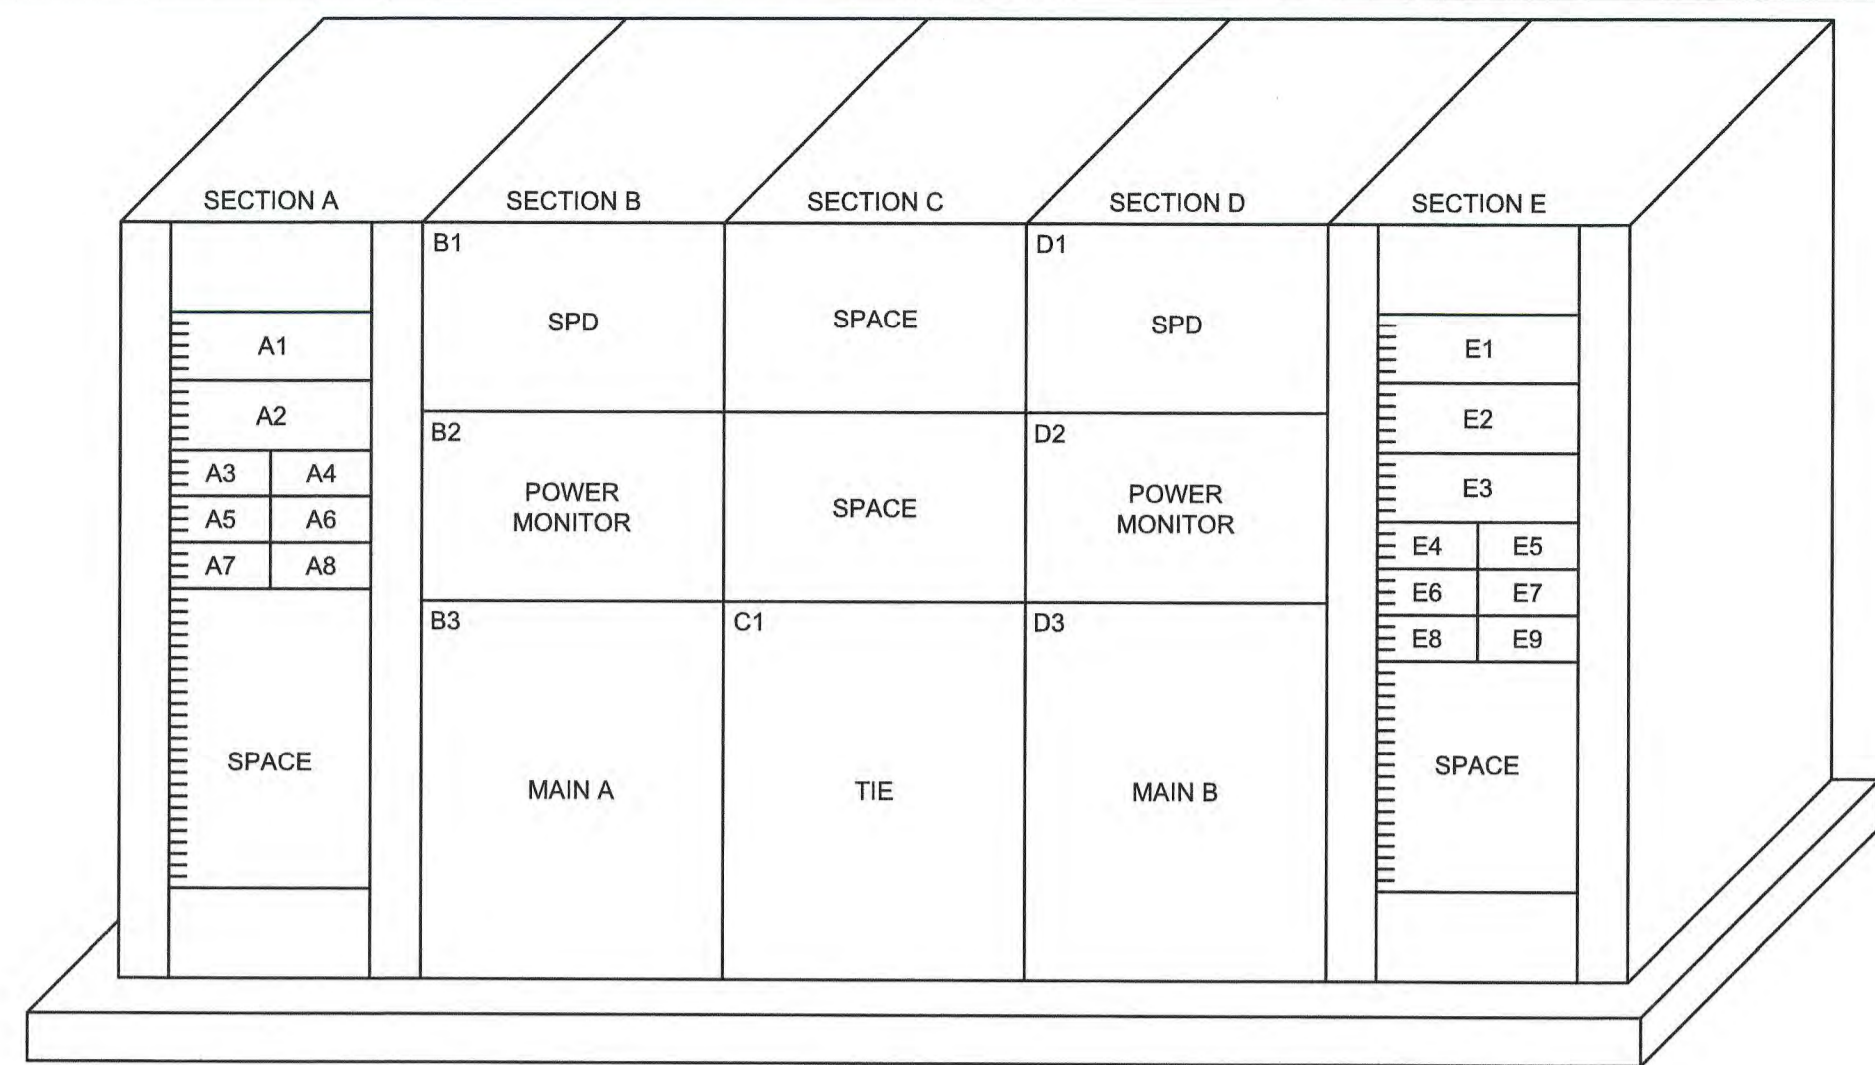 SECTION A
SECTION B
SECTION C
SECTION D
SECTION E
A1
A2
A3
A4
A5
A6
A7
A8
SPACE
B1
SPD
B2
POWER
MONITOR
B3
MAIN A
SPACE
SPACE
C1
TIE
D1
SPD
D2
POWER
MONITOR
D3
MAIN B
E1
E2
E3
E4
E5
E6
E7
E8
E9
SPACE